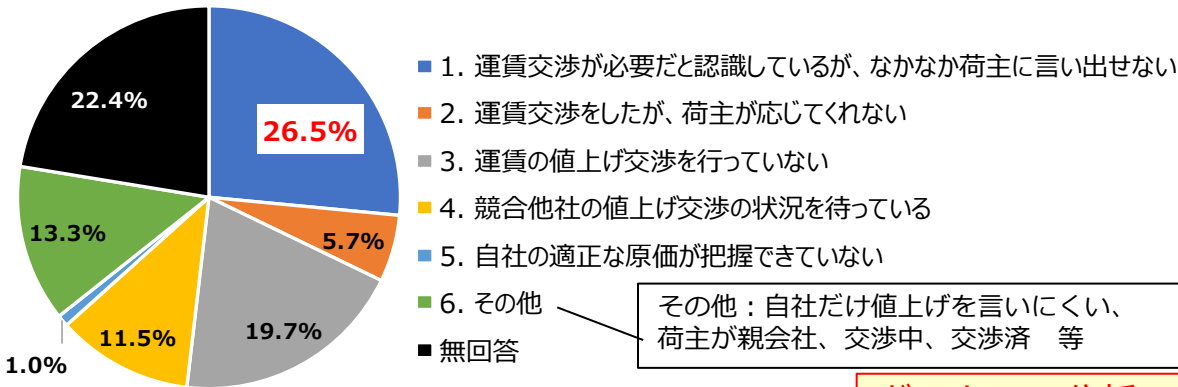 22.4%
26.5%
5.7%
19.7%
11.5%
1.0%
13.3%
1. 運賃交渉が必要だと認識しているが、なかなか荷主に言い出せない
2. 運賃交渉をしたが、荷主が応じてくれない
3. 運賃の値上げ交渉を行っていない
4. 競合他社の値上げ交渉の状況を待っている
5. 自社の適正な原価が把握できていない
6. その他
無回答
その他：自社だけ値上げを言いにくい、
荷主が親会社、交渉中、交渉済　等